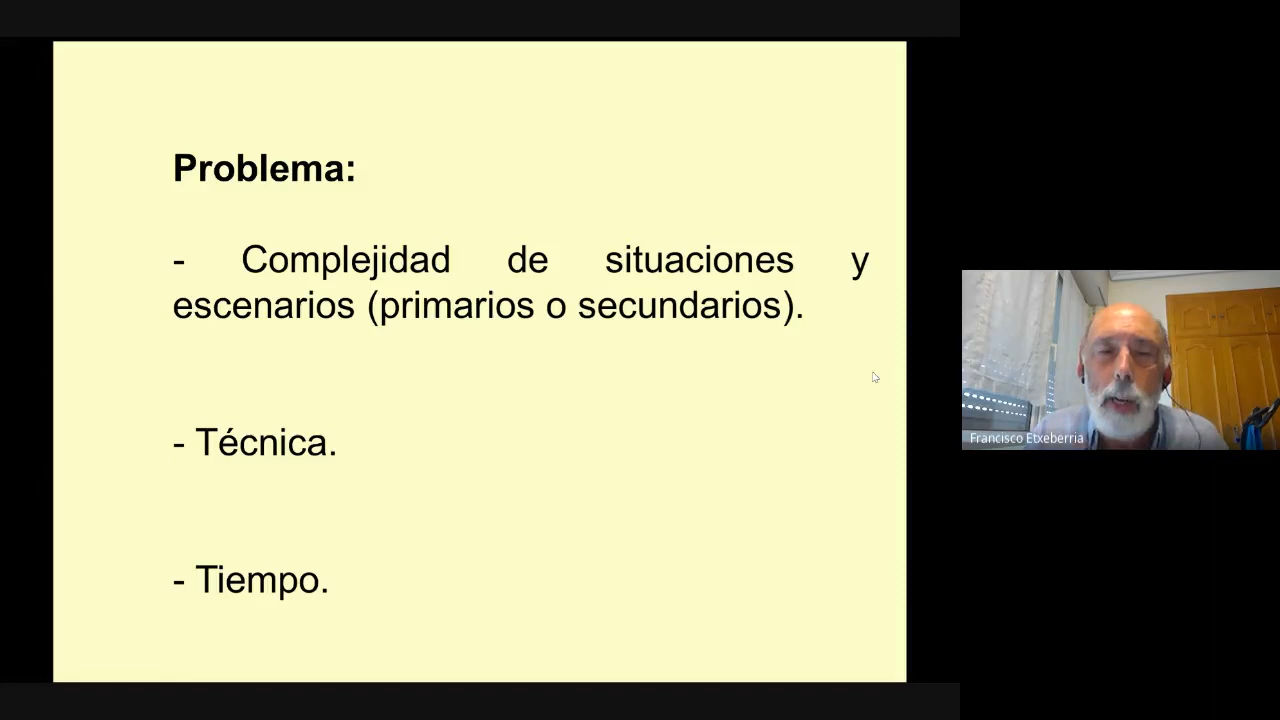 Problema:
- Complejidad de situaciones y
escenarios (primarios o secundarios).
- Técnica.
- Tiempo.
Francisco Etxeberria